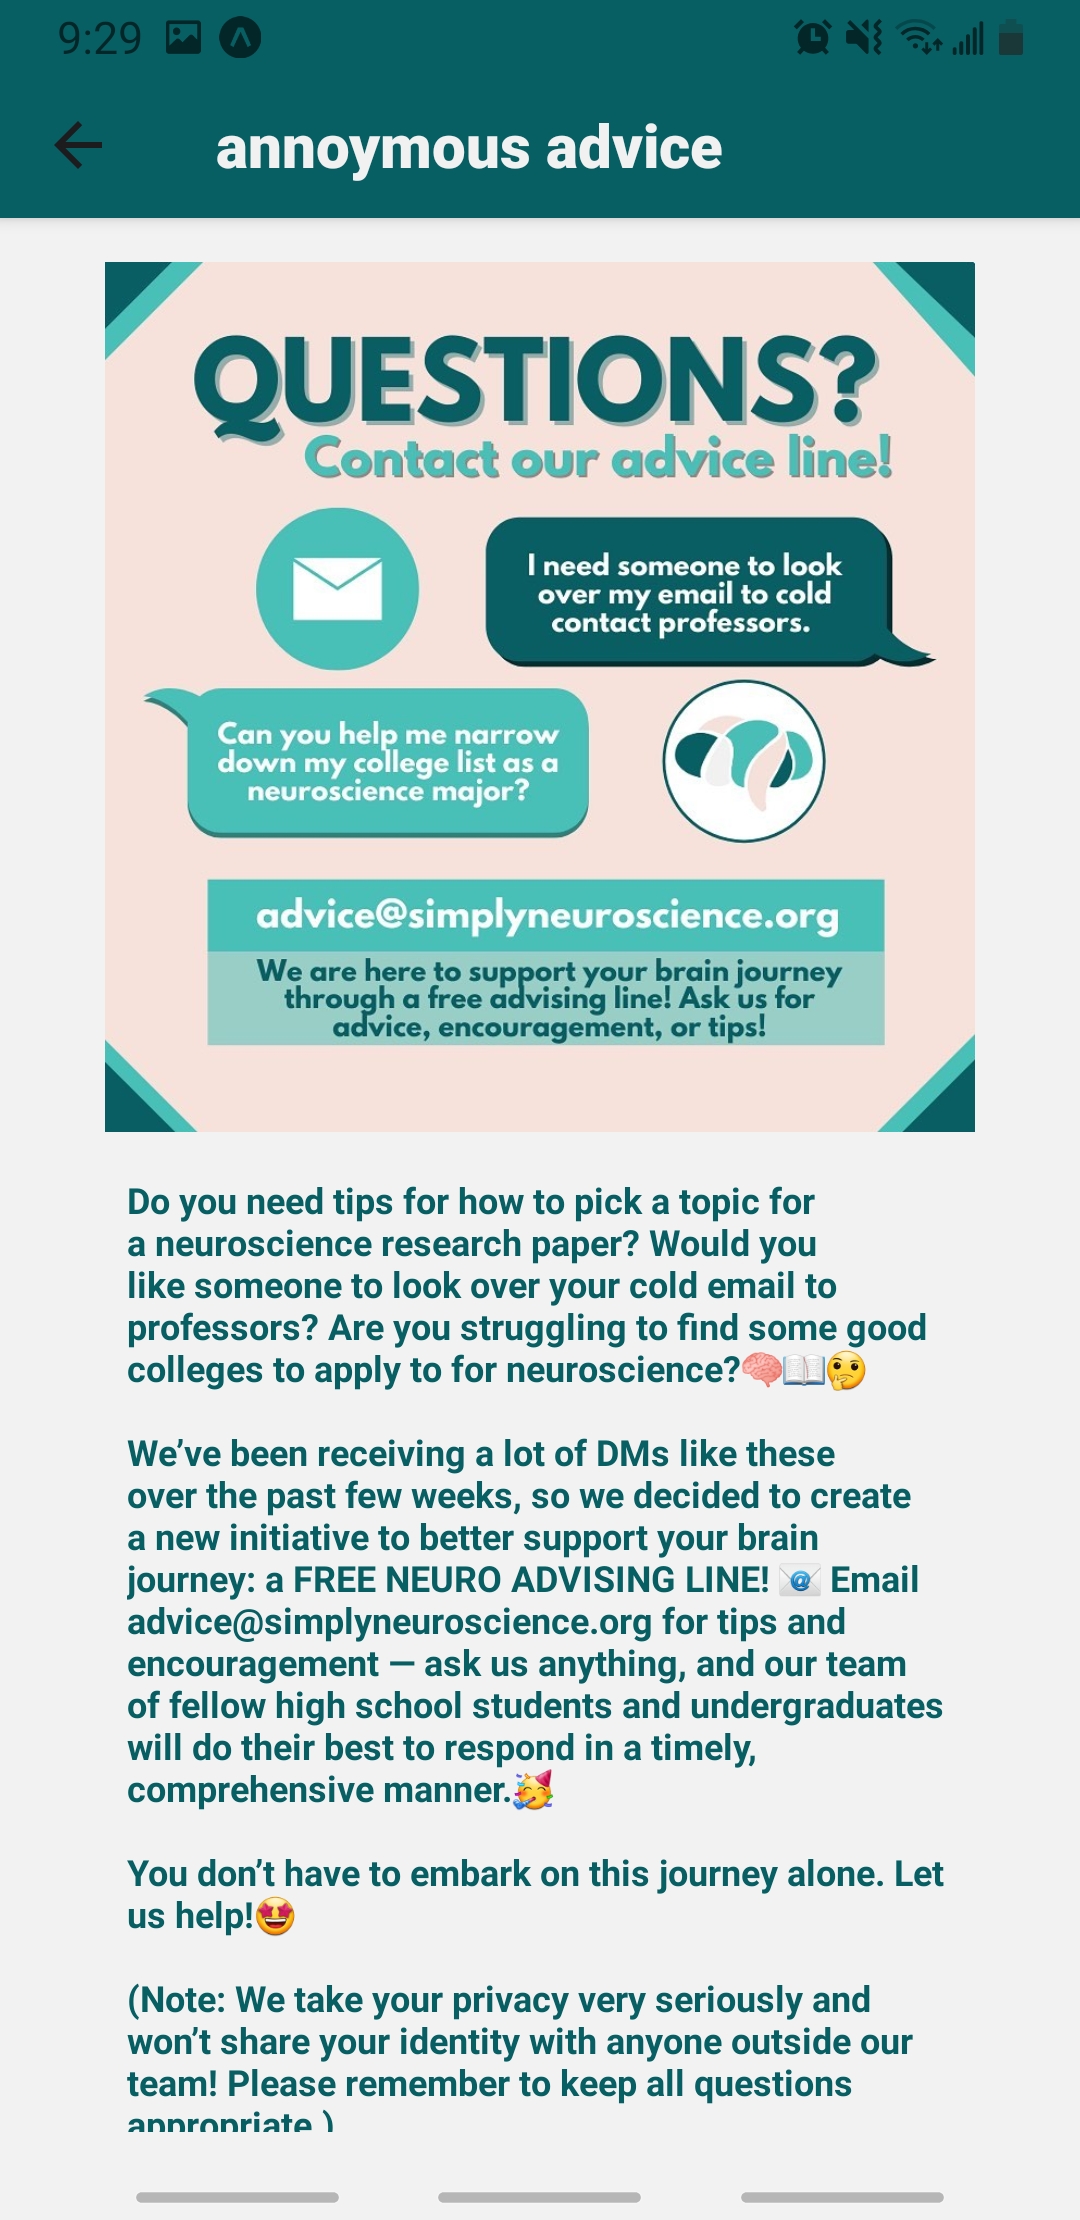 9:29
annoymous advice
QUESTIONS?
Contact our advice line!
I need someone to look
over my email to cold
contact professors.
Can you help me narrow
down my college list as a
neuroscience major?
advice@simplyneuroscience.org
We are here to support your brain journey
through a free advising line! Ask us for
advice, encouragement, or tips!
Do you need tips for how to pick a topic for
a neuroscience research paper? Would you
like someone to look over your cold email to
professors? Are you struggling to find some good
colleges to apply to for neuroscience?🧠📖🤔
We’ve been receiving a lot of DMs like these
over the past few weeks, so we decided to create
a new initiative to better support your brain
journey: a FREE NEURO ADVISING LINE! 📧 Email
advice@simplyneuroscience.org for tips and
encouragement — ask us anything, and our team
of fellow high school students and undergraduates
will do their best to respond in a timely,
comprehensive manner.🥳
You don’t have to embark on this journey alone. Let
us help!🤩
(Note: We take your privacy very seriously and
won’t share your identity with anyone outside our
team! Please remember to keep all questions
appropriate.)